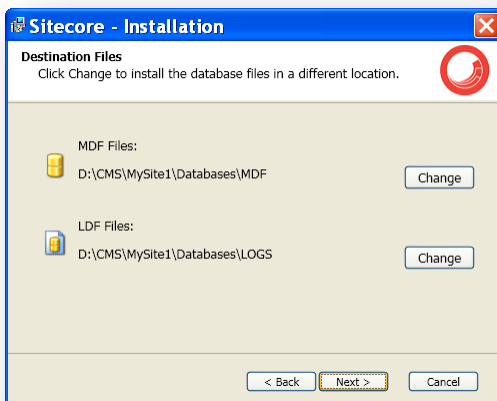 Sitecore - Installation
Destination Files
Click Change to install the database files in a different location.
MDF Files:
D:\CMS\MySite1\Databases\MDF
Change
LDF Files:
D:\CMS\MySite1\Databases\LOGS
Change
< Back Next > Cancel